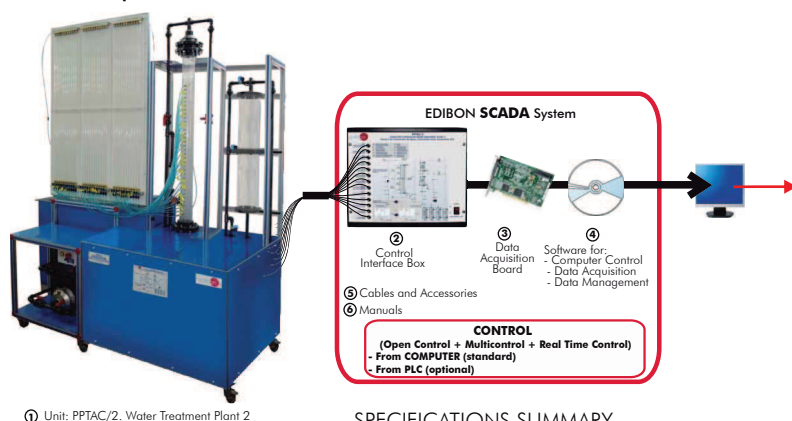 EDIBON SCADA System
②
Control
Interface Box
③
Data
Acquisition
Board
④
Software for:
- Computer Control
- Data Acquisition
- Data Management
⑤ Cables and Accessories
⑥ Manuals
CONTROL
(Open Control + Multicontrol + Real Time Control)
- From COMPUTER (standard)
- From PLC (optional)
① Unit: PPTAC/2. Water Treatment Plant 2
SPECIFICATIONS SUMMARY